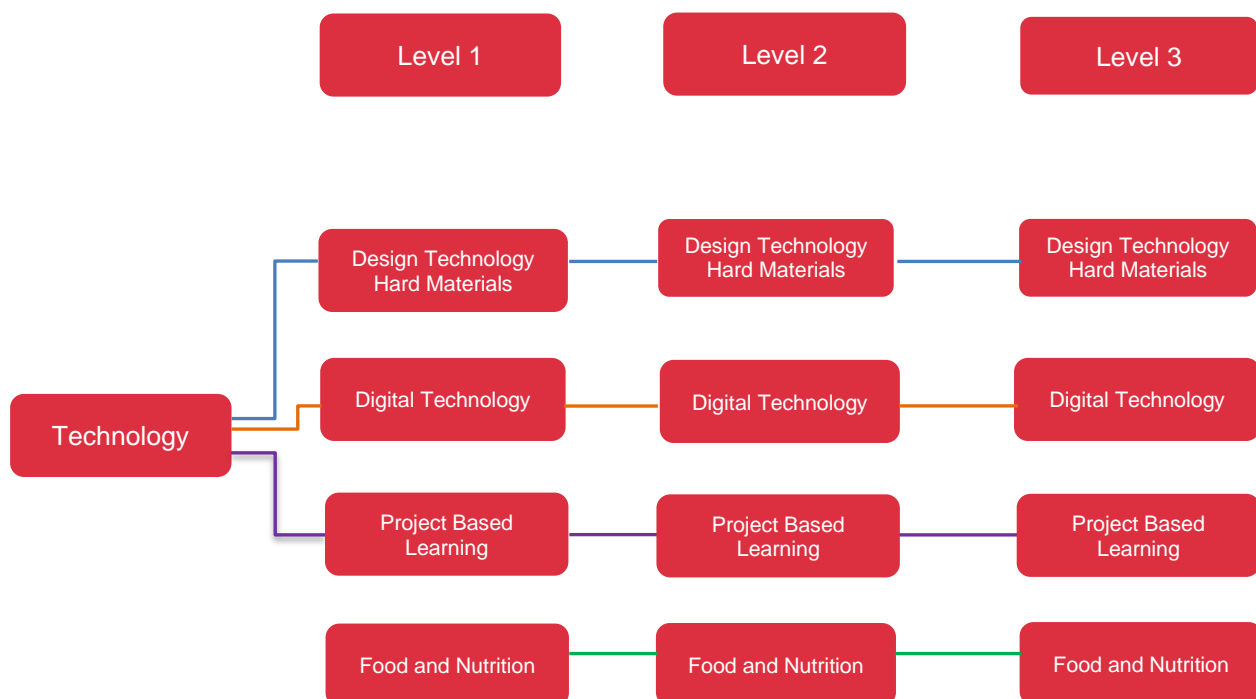 Level 1
Level 2
Level 3
Design Technology
Hard Materials
Design Technology
Hard Materials
Design Technology
Hard Materials
Technology
Digital Technology
Digital Technology
Digital Technology
Project Based
Learning
Project Based
Learning
Project Based
Learning
Food and Nutrition
Food and Nutrition
Food and Nutrition